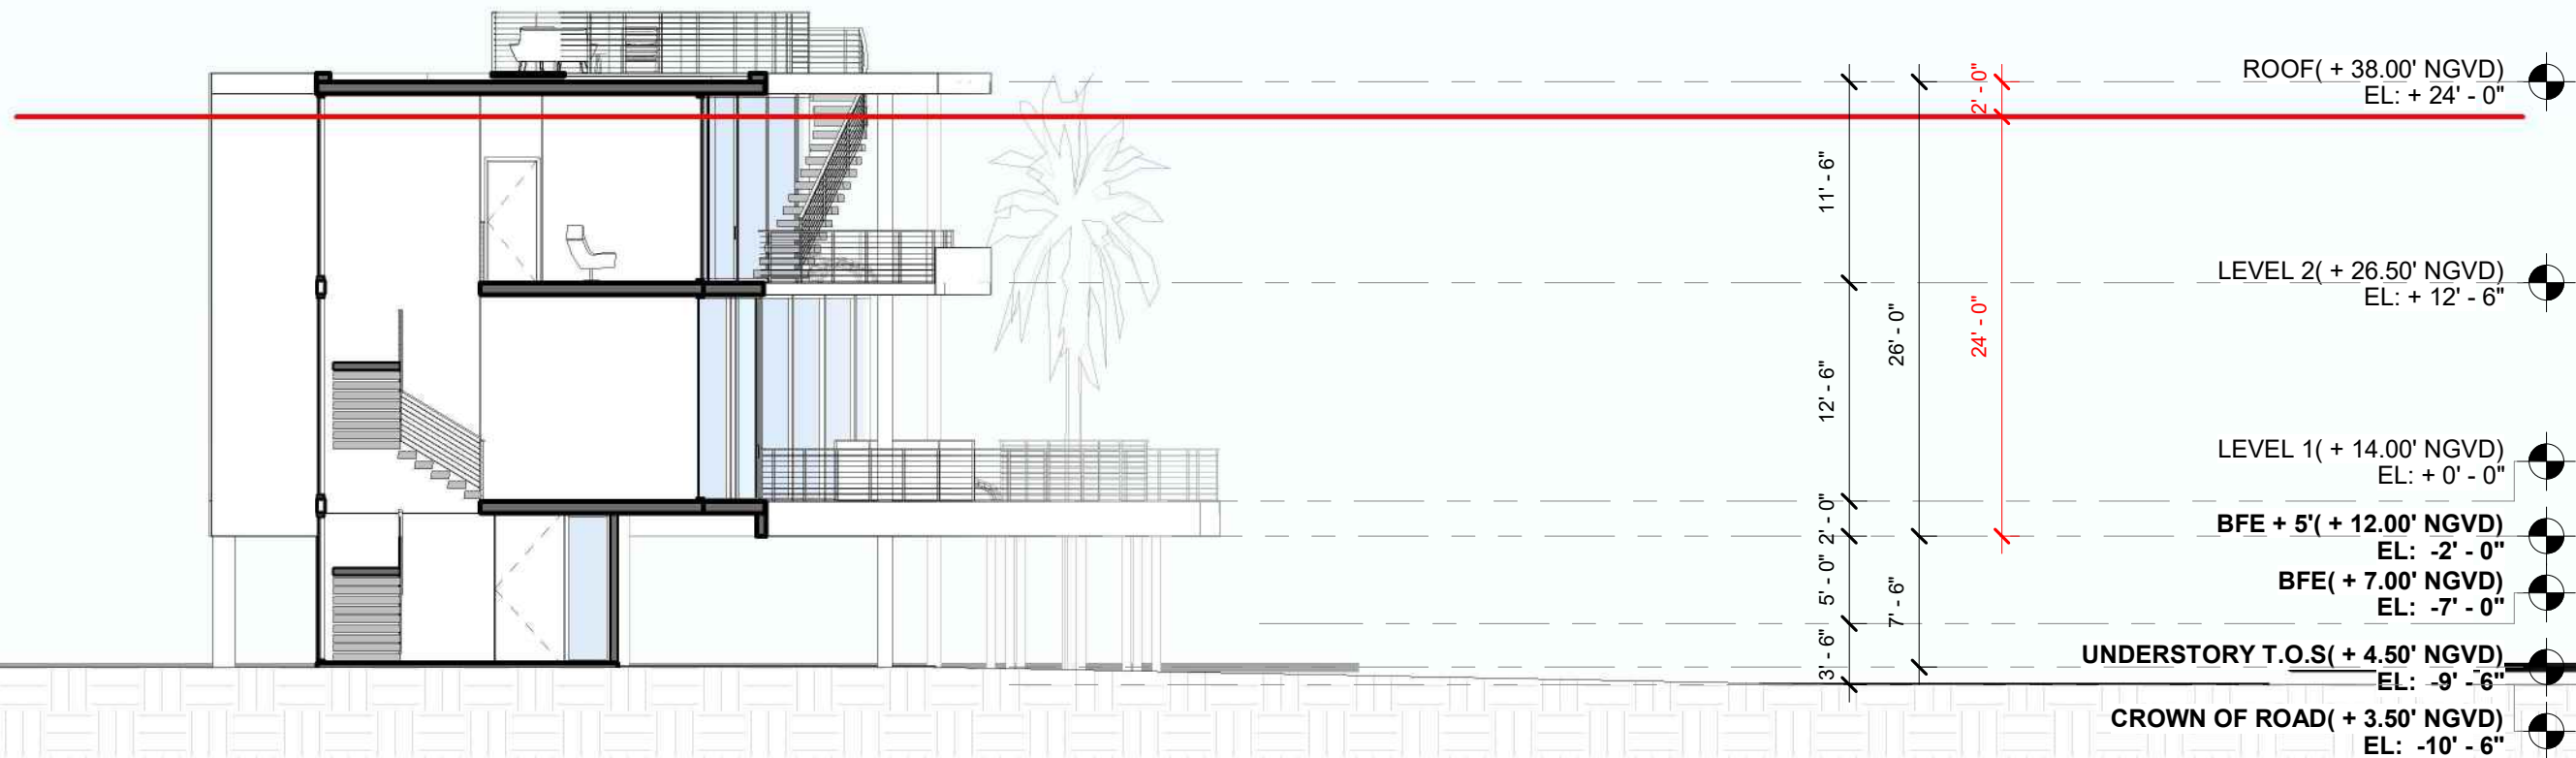 ROOF( + 38.00' NGVD)
EL: + 24' - 0"
2' - 0"
11' - 6"
LEVEL 2( + 26.50' NGVD)
EL: + 12' - 6"
24' - 0"
26' - 0"
12' - 6"
LEVEL 1( + 14.00' NGVD)
EL: + 0' - 0"
2' - 0"
BFE + 5'( + 12.00' NGVD)
EL: -2' - 0"
5' - 0"
7' - 6"
BFE( + 7.00' NGVD)
EL: -7' - 0"
3' - 6"
UNDERSTORY T.O.S( + 4.50' NGVD)
EL: -9' - 6"
CROWN OF ROAD( + 3.50' NGVD)
EL: -10' - 6"